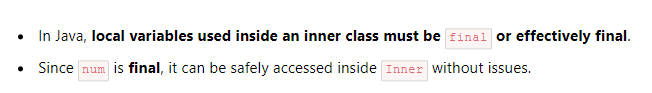 In Java, local variables used inside an inner class must be final or effectively final.
Since num is final, it can be safely accessed inside Inner without issues.